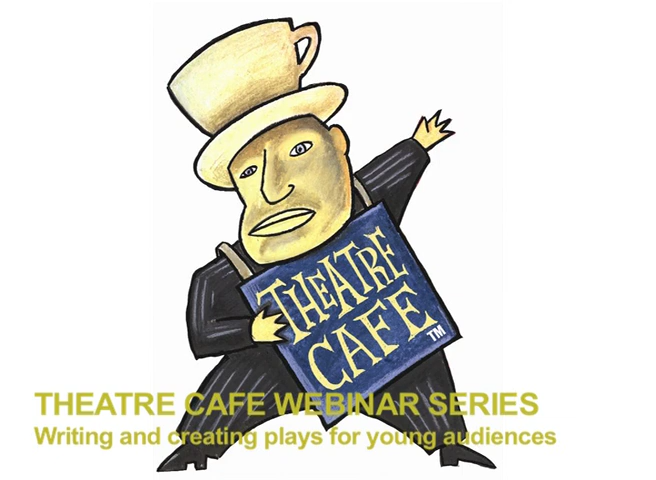 THEATRE
CAFE
TM
THEATRE CAFE WEBINAR SERIES
Writing and creating plays for young audiences